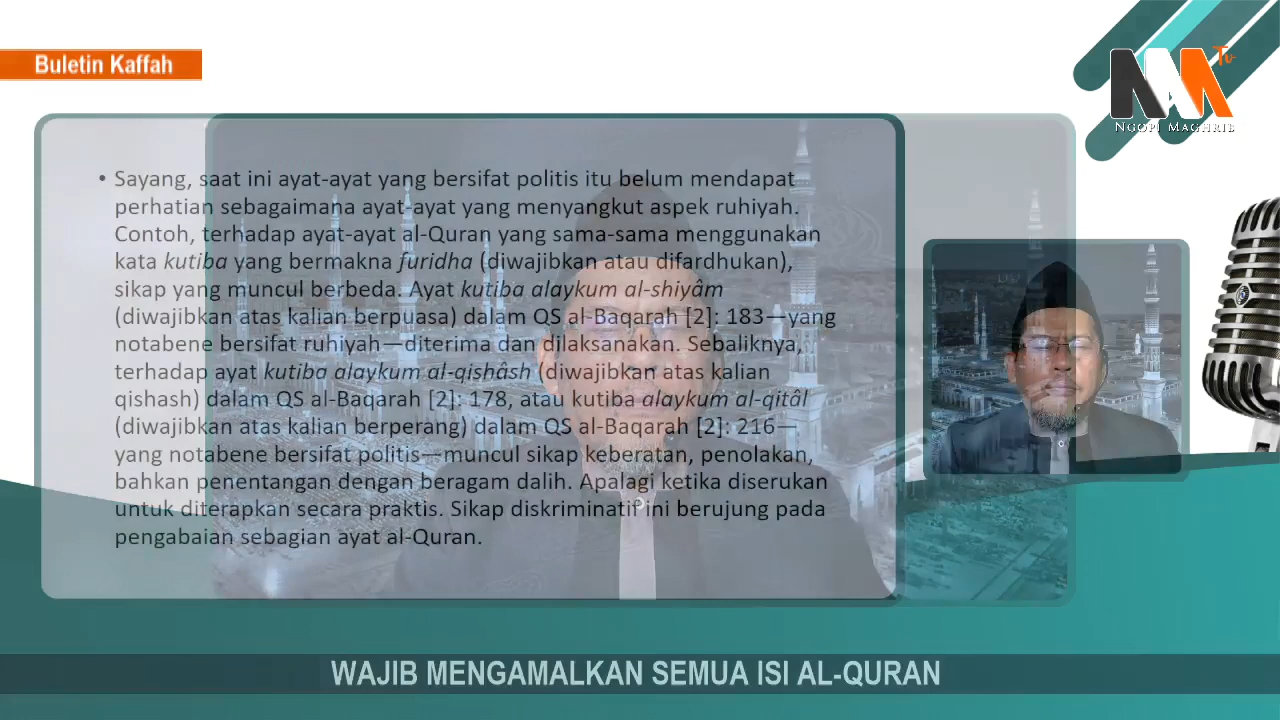 Buletin Kaffah
Tv
NGOPI MAGHRIB
• Sayang, saat ini ayat-ayat yang bersifat politis itu belum mendapat
perhatian sebagaimana ayat-ayat yang menyangkut aspek ruhiyah.
Contoh, terhadap ayat-ayat al-Quran yang sama-sama menggunakan
kata kutiba yang bermakna furidha (diwajibkan atau difardhukan),
sikap yang muncul berbeda. Ayat kutiba alaykum al-shiyâm
(diwajibkan atas kalian berpuasa) dalam QS al-Baqarah [2]: 183—yang
notabene bersifat ruhiyah—diterima dan dilaksanakan. Sebaliknya,
terhadap ayat kutiba alaykum al-qishâsh (diwajibkan atas kalian
qishash) dalam QS al-Baqarah [2]: 178, atau kutiba alaykum al-qitâl
(diwajibkan atas kalian berperang) dalam QS al-Baqarah [2]: 216—
yang notabene bersifat politis—muncul sikap keberatan, penolakan,
bahkan penentangan dengan beragam dalih. Apalagi ketika diserukan
untuk diterapkan secara praktis. Sikap diskriminatif ini berujung pada
pengabaian sebagian ayat al-Quran.
WAJIB MENGAMALKAN SEMUA ISI AL-QURAN